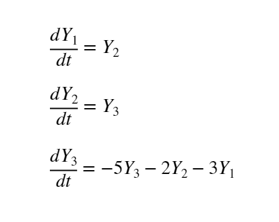 dY₁/dt = Y₂
dY₂/dt = Y₃
dY₃/dt = −5Y₃ − 2Y₂ − 3Y₁